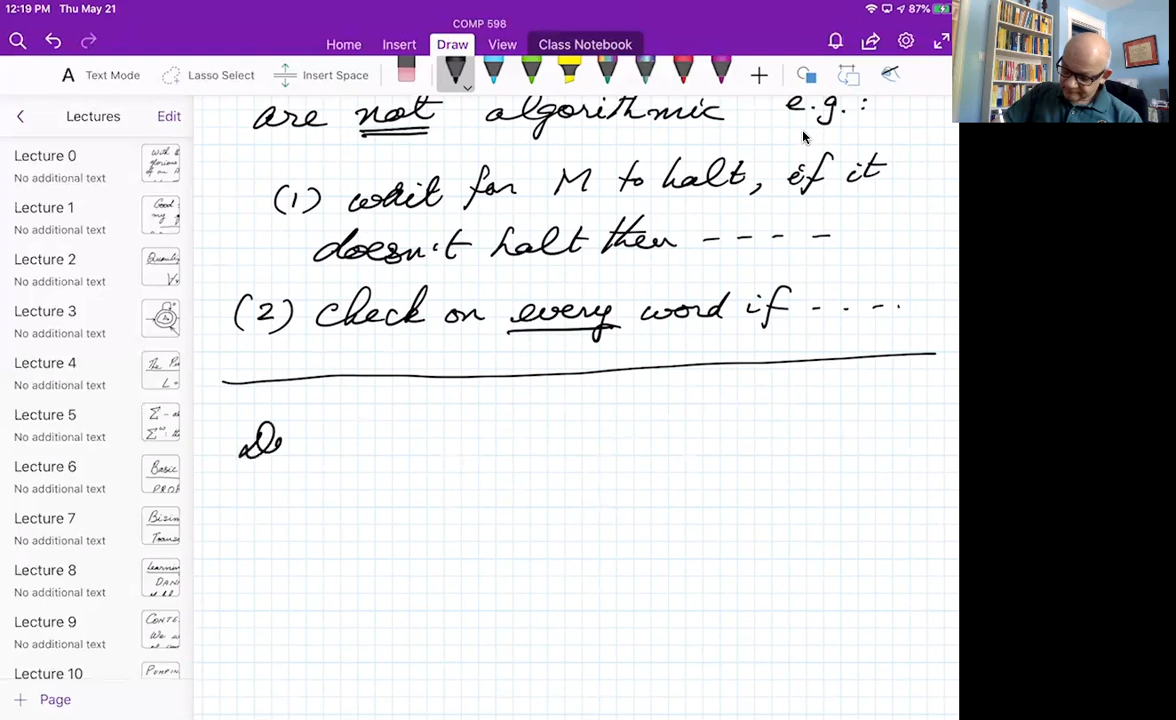 12:19 PM Thu May 21
87%
COMP 598
Home Insert Draw View Class Notebook
A Text Mode Lasso Select Insert Space
Lectures Edit
Lecture 0
No additional text
Lecture 1
No additional text
Lecture 2
No additional text
Lecture 3
No additional text
Lecture 4
No additional text
Lecture 5
No additional text
Lecture 6
No additional text
Lecture 7
No additional text
Lecture 8
No additional text
Lecture 9
No additional text
Lecture 10
+ Page
are not algorithmic e.g.:
(1) wait for M to halt, if it
doesn't halt then - - - -
(2) check on every word if - - - -
De